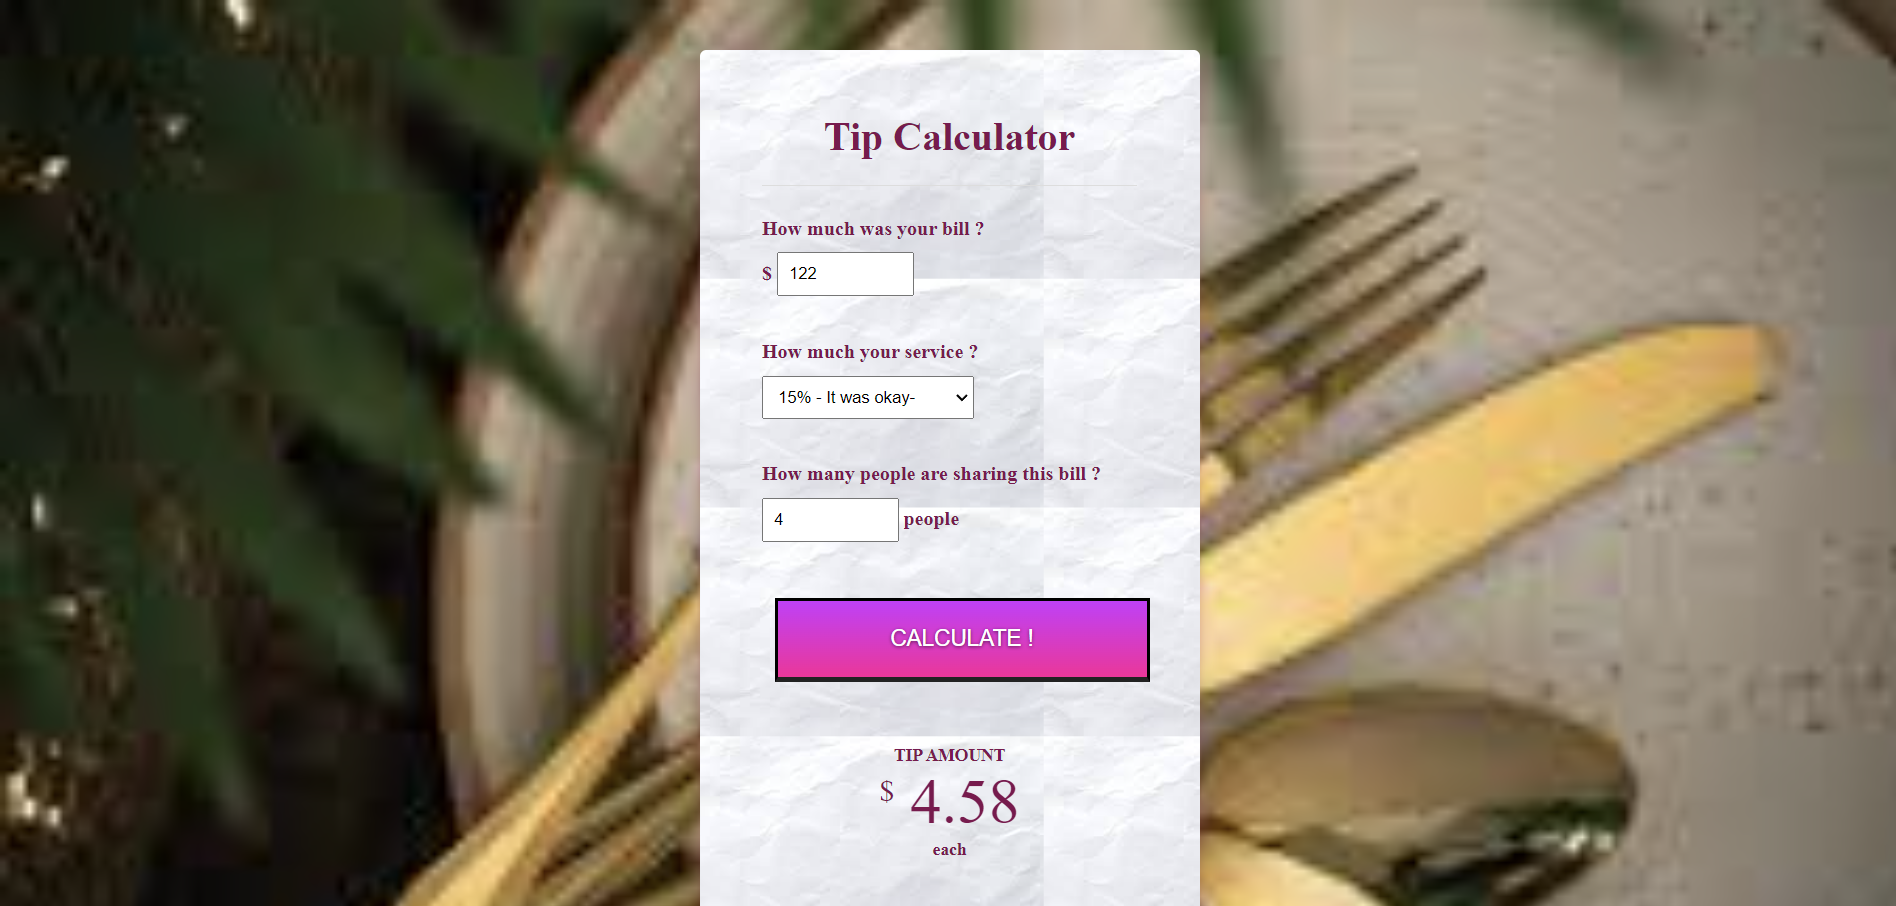 Tip Calculator
How much was your bill ?
$ 122
How much your service ?
15% - It was okay-
How many people are sharing this bill ?
4 people
CALCULATE !
TIP AMOUNT
$ 4.58
each